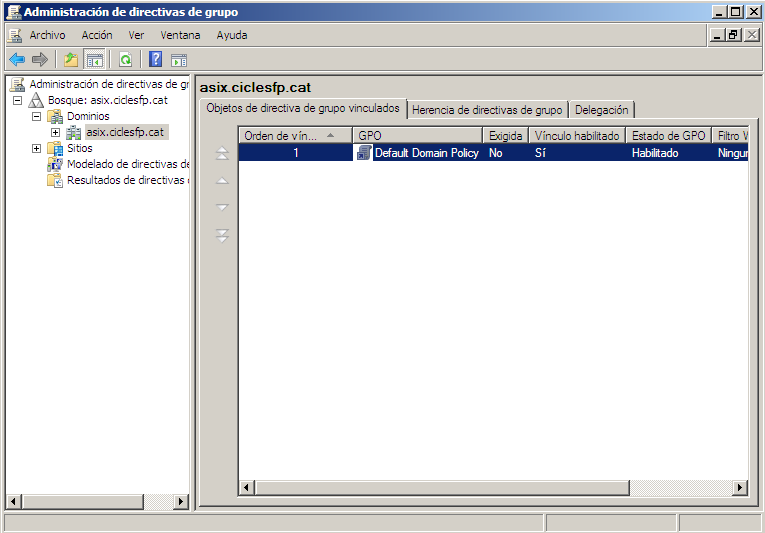 Administración de directivas de grupo
Archivo Acción Ver Ventana Ayuda
Administración de directivas de gr
Bosque: asix.ciclesfp.cat
Dominios
asix.ciclesfp.cat
Sitios
Modelado de directivas de
Resultados de directivas
asix.ciclesfp.cat
Objetos de directiva de grupo vinculados Herencia de directivas de grupo Delegación
Orden de vín... GPO Exigida Vínculo habilitado Estado de GPO Filtro W
1 Default Domain Policy No Sí Habilitado Ningun